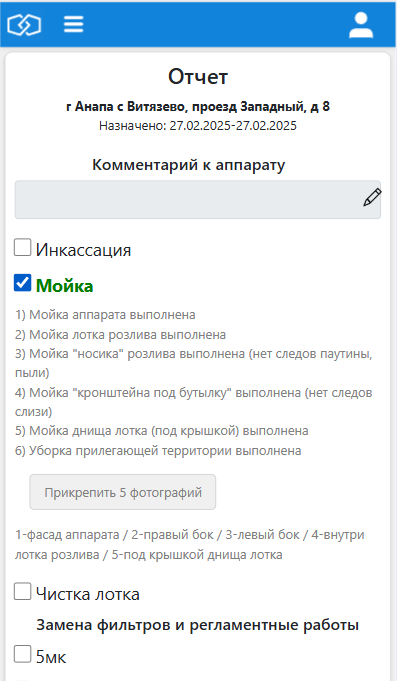 Отчет
г Анапа с Витязево, проезд Западный, д 8
Назначено: 27.02.2025-27.02.2025
Комментарий к аппарату
Инкассация
Мойка
1) Мойка аппарата выполнена
2) Мойка лотка розлива выполнена
3) Мойка "носика" розлива выполнена (нет следов паутины,
пыли)
4) Мойка "кронштейна под бутылку" выполнена (нет следов
слизи)
5) Мойка днища лотка (под крышкой) выполнена
6) Уборка прилегающей территории выполнена
Прикрепить 5 фотографий
1-фасад аппарата / 2-правый бок / 3-левый бок / 4-внутри
лотка розлива / 5-под крышкой днища лотка
Чистка лотка
Замена фильтров и регламентные работы
5мк